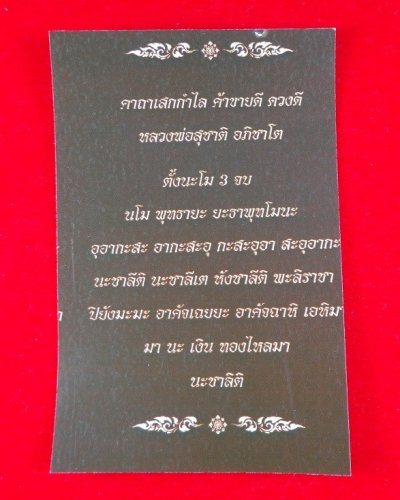 คาถาเสกกำไล ค้าขายดี ดวงดี
หลวงพ่อสุชาติ อภิชาโต
ตั้งนะโม 3 จบ
นโม พุทธายะ ยะธาพุทโมนะ
อุอากะสะ อากะสะอุ กะสะอุอา สะอุอากะ
นะชาลีติ นะชาลีเต หังชาลีติ พะลิราชา
า ปิยังมะมะ อาคัจเฉยยะ อาคัจฉาหิ เอหิมะ
มา นะ เงิน ทองไหลมา
นะชาลิติ